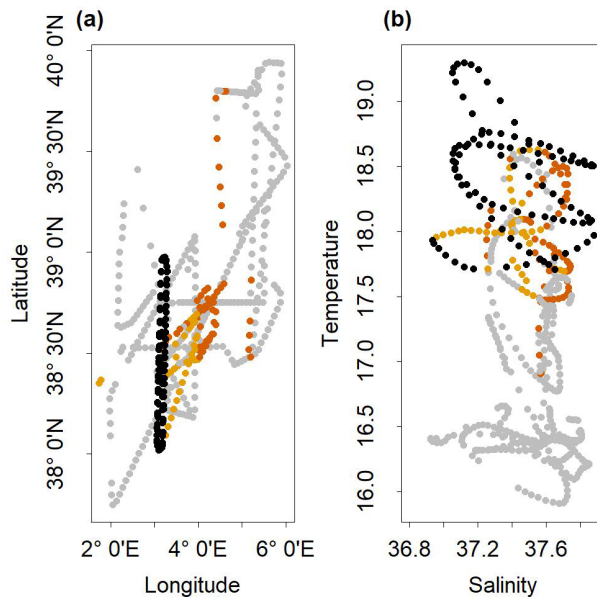 (a)
(b)
Latitude
40° 0'N
39° 30'N
39° 0'N
38° 30'N
38° 0'N
2° 0'E
4° 0'E
6° 0'E
Longitude
Temperature
19.0
18.5
18.0
17.5
17.0
16.5
16.0
36.8
37.2
37.6
Salinity